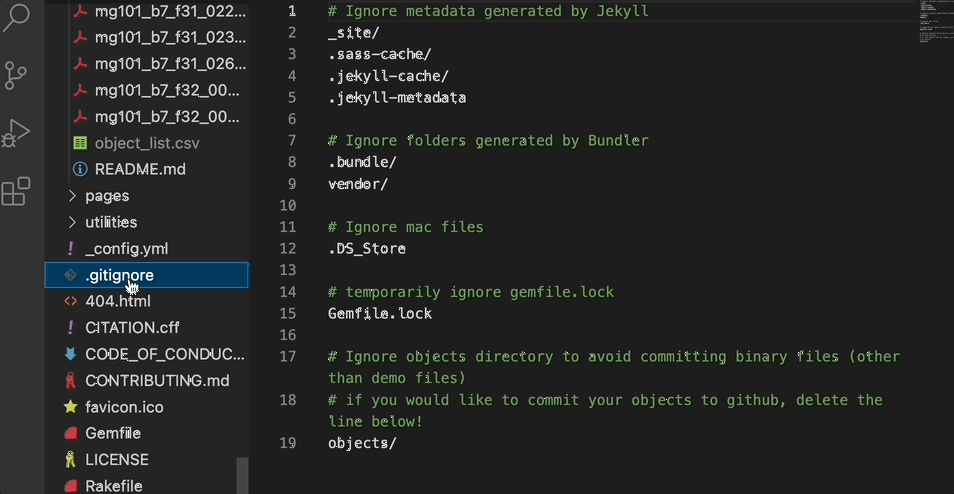 mg101_b7_f31_022...
mg101_b7_f31_023...
mg101_b7_f31_026...
mg101_b7_f32_00...
mg101_b7_f32_00...
object_list.csv
README.md
pages
utilities
_config.yml
.gitignore
404.html
CITATION.cff
CODE_OF_CONDUC...
CONTRIBUTING.md
favicon.ico
Gemfile
LICENSE
Rakefile
1 # Ignore metadata generated by Jekyll
2 _site/
3 .sass-cache/
4 .jekyll-cache/
5 .jekyll-metadata
6
7 # Ignore folders generated by Bundler
8 .bundle/
9 vendor/
10
11 # Ignore mac files
12 .DS_Store
13
14 # temporarily ignore gemfile.lock
15 Gemfile.lock
16
17 # Ignore objects directory to avoid committing binary files (other
than demo files)
18 # if you would like to commit your objects to github, delete the
line below!
19 objects/